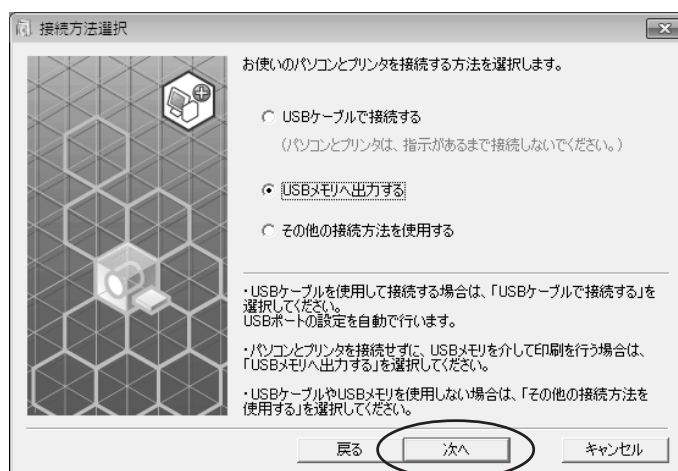 接続方法選択
お使いのパソコンとプリンタを接続する方法を選択します。
USBケーブルで接続する
(パソコンとプリンタは、指示があるまで接続しないでください。)
USBメモリへ出力する
その他の接続方法を使用する
・USBケーブルを使用して接続する場合は、「USBケーブルで接続する」を
選択してください。
USBポートの設定を自動で行います。
・パソコンとプリンタを接続せずに、USBメモリを介して印刷を行う場合は、
「USBメモリへ出力する」を選択してください。
・USBケーブルやUSBメモリを使用しない場合は、「その他の接続方法を
使用する」を選択してください。
戻る 次へ キャンセル